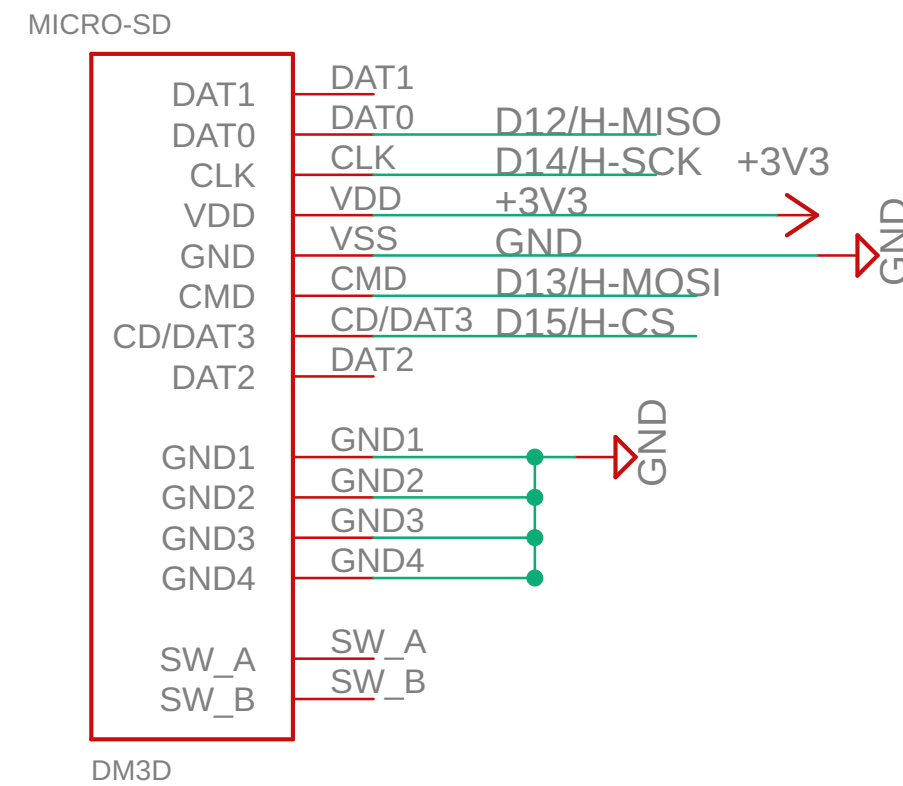 MICRO-SD
DAT1 DAT1
DAT0 DAT0 D12/H-MISO
CLK CLK D14/H-SCK +3V3
VDD VDD +3V3
GND VSS GND GND
CMD CMD D13/H-MOSI
CD/DAT3 CD/DAT3 D15/H-CS
DAT2 DAT2
GND1 GND1 GND
GND2 GND2
GND3 GND3
GND4 GND4
SW_A SW_A
SW_B SW_B
DM3D